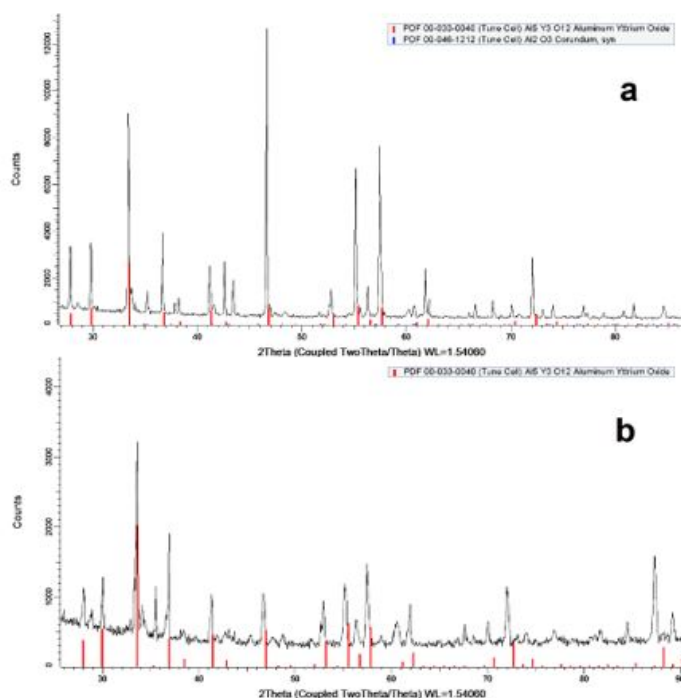 PDF 00-033-0040 (Tune Cell) Al5 Y3 O12 Aluminum Yttrium Oxide
PDF 00-046-1212 (Tune Cell) Al2 O3 Corundum, syn
a
Counts
12000
10000
8000
6000
4000
2000
0
30 40 50 60 70 80
2Theta (Coupled TwoTheta/Theta) WL=1.54060
PDF 00-033-0040 (Tune Cell) Al5 Y3 O12 Aluminum Yttrium Oxide
b
Counts
4000
3000
2000
1000
0
30 40 50 60 70 80 90
2Theta (Coupled TwoTheta/Theta) WL=1.54060